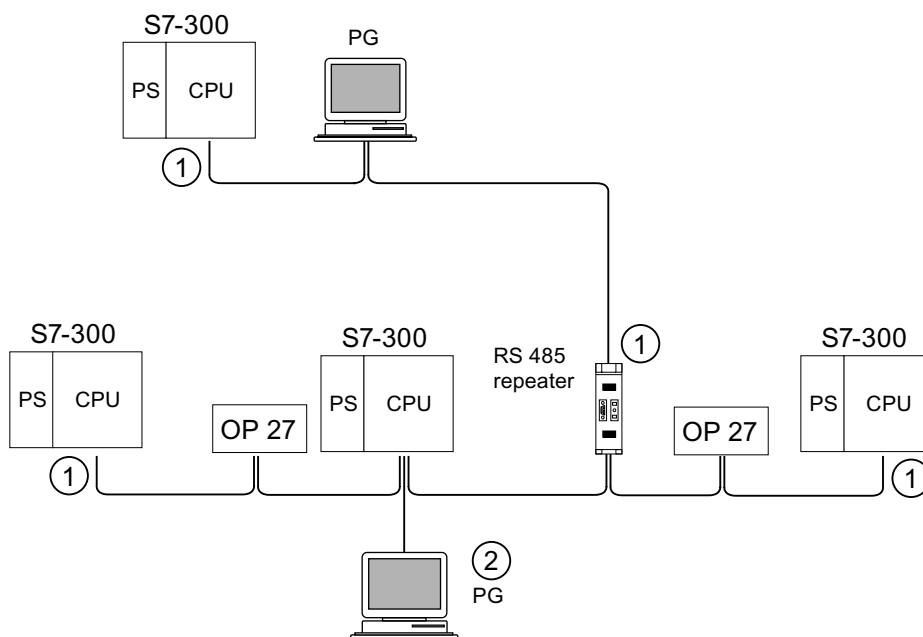 S7-300
PG
PS
CPU
1
S7-300
S7-300
RS 485
repeater
1
S7-300
PS
CPU
OP 27
PS
CPU
OP 27
PS
CPU
1
1
2
PG